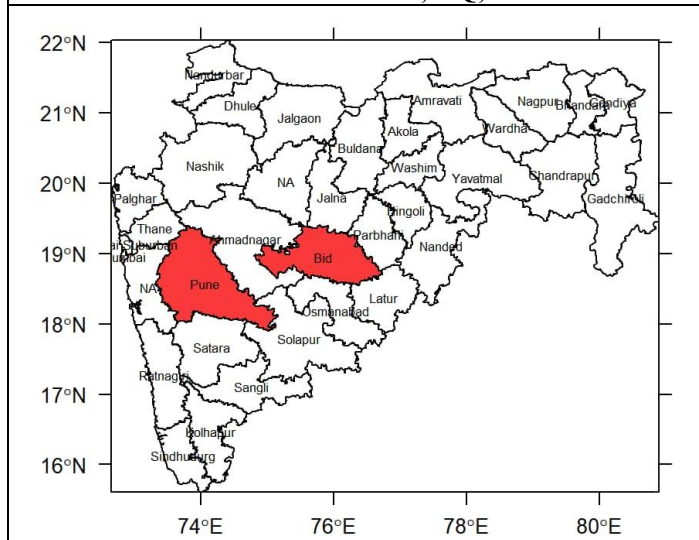 22°N
Nandurbar
21°N
Dhule
Jalgaon
Amravati
Nagpur
Bhandara
Gondiya
Akola
Wardha
Buldana
Nashik
Washim
20°N
NA
Yavatmal
Chandrapur
Palghar
Jalna
Gadchiroli
Hingoli
Thane
Ahmadnagar
Parbhani
Nanded
19°N
Suburban
Bid
NA
Pune
Latur
Osmanabad
18°N
Solapur
Satara
Ratnagiri
Sangli
17°N
Kolhapur
Sindhudurg
16°N
74°E 76°E 78°E 80°E